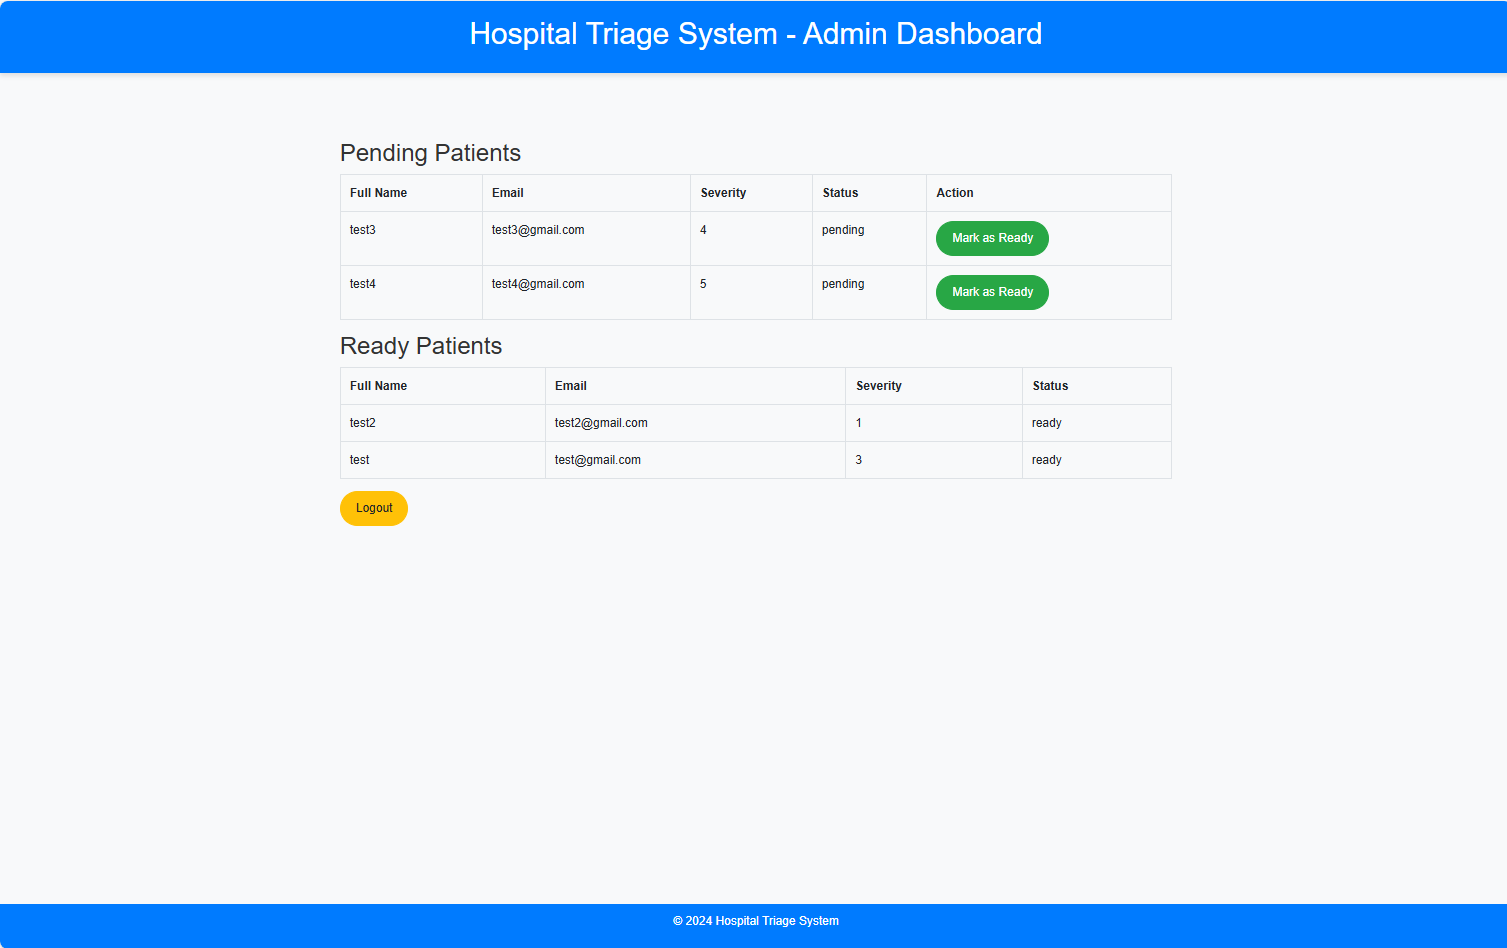 Hospital Triage System - Admin Dashboard
Pending Patients
Full Name Email Severity Status Action
test3 test3@gmail.com 4 pending Mark as Ready
test4 test4@gmail.com 5 pending Mark as Ready
Ready Patients
Full Name Email Severity Status
test2 test2@gmail.com 1 ready
test test@gmail.com 3 ready
Logout
© 2024 Hospital Triage System